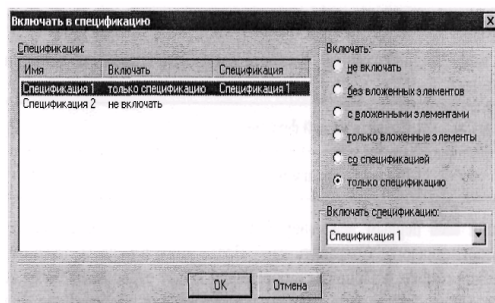 Включать в спецификацию
Спецификации:
Имя Включать Спецификация
Спецификация 1 только спецификацию Спецификация 1
Спецификация 2 не включать
Включать:
не включать
без вложенных элементов
с вложенными элементами
только вложенные элементы
со спецификацией
только спецификацию
Включать спецификацию:
Спецификация 1
OK Отмена